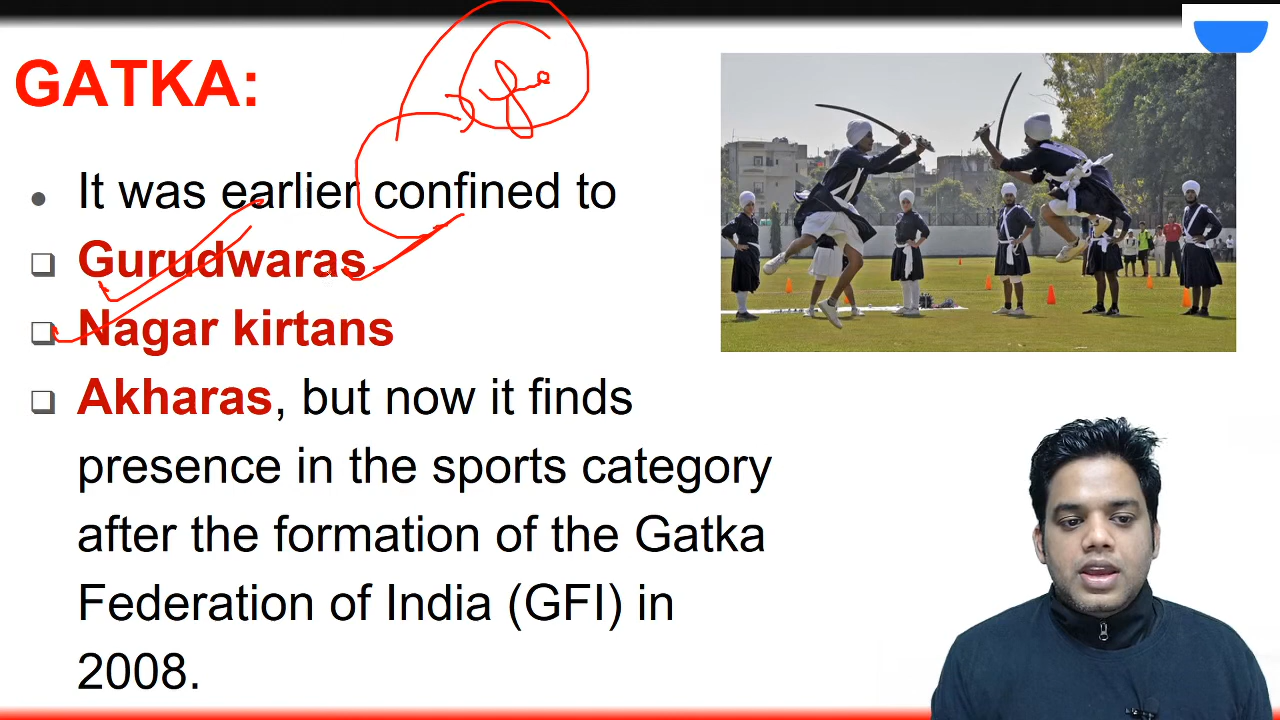 GATKA:
It was earlier confined to
Gurudwaras
Nagar kirtans
Akharas, but now it finds
presence in the sports category
after the formation of the Gatka
Federation of India (GFI) in
2008.